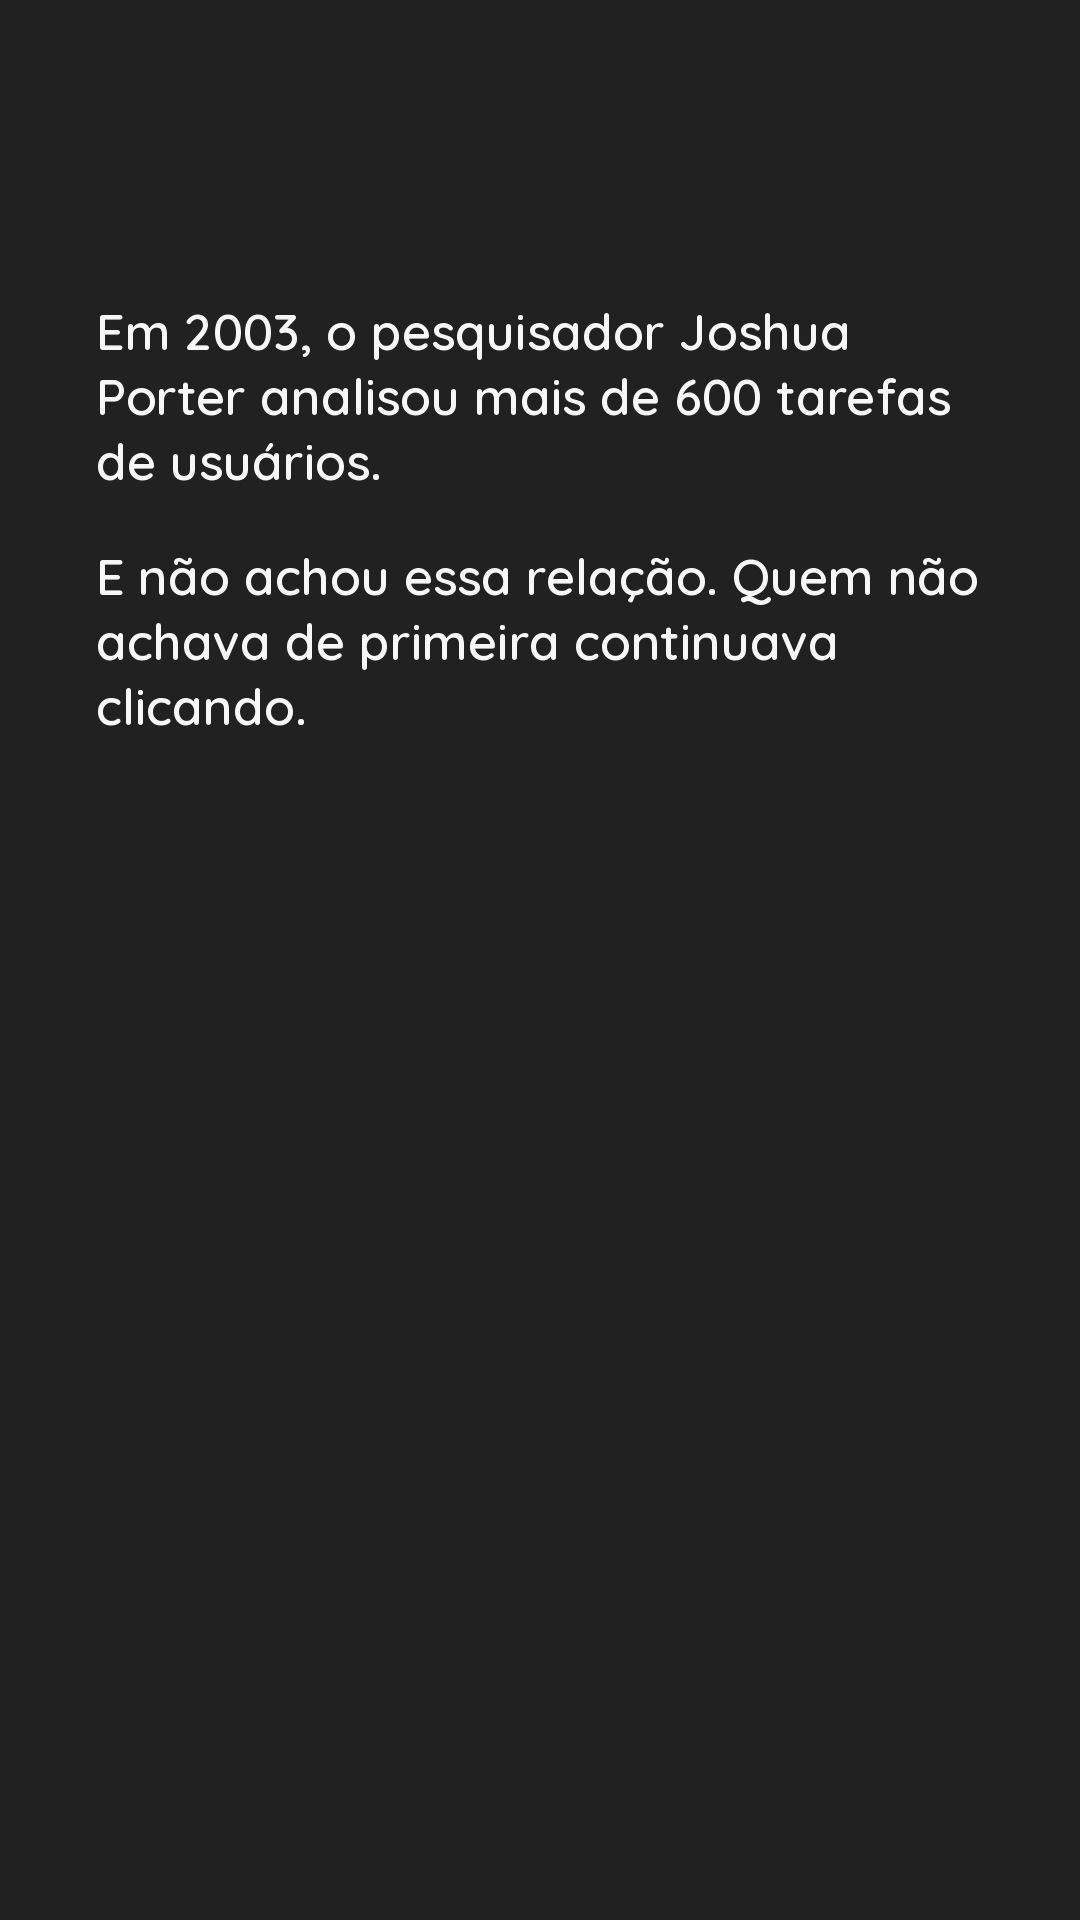 Em 2003, o pesquisador Joshua
Porter analisou mais de 600 tarefas
de usuários.
E não achou essa relação. Quem não
achava de primeira continuava
clicando.